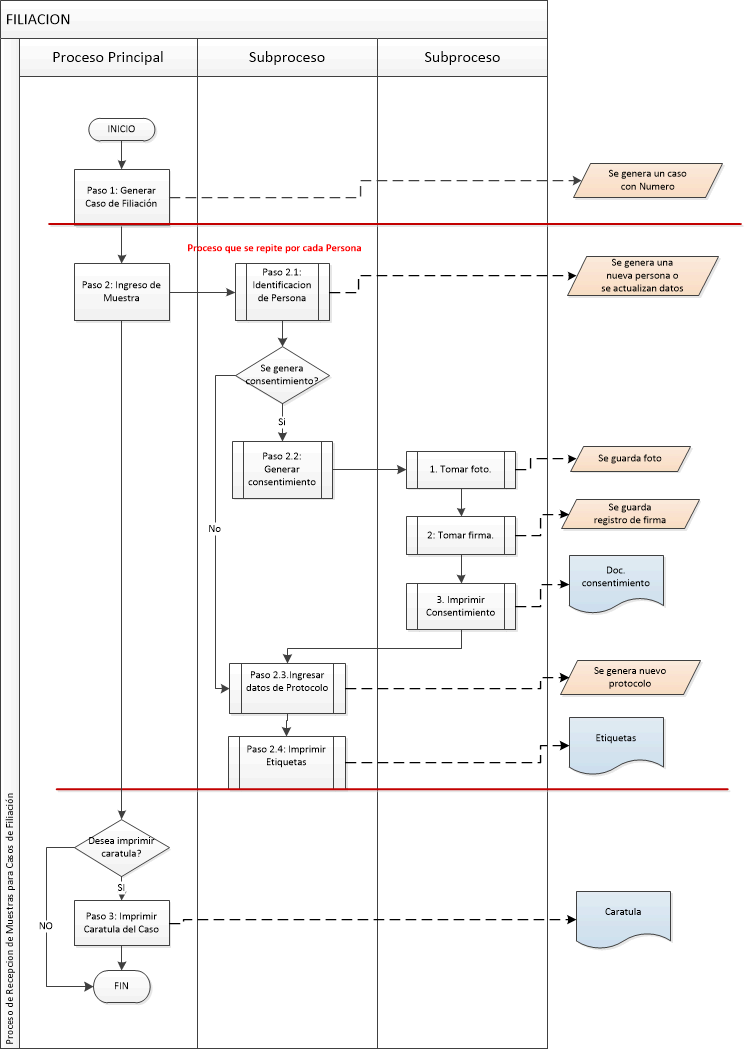 FILIACION
Proceso Principal
Subproceso
Subproceso
INICIO
Paso 1: Generar
Caso de Filiación
Se genera un caso
con Numero
Proceso que se repite por cada Persona
Paso 2: Ingreso de
Muestra
Paso 2.1:
Identificacion
de Persona
Se genera una
nueva persona o
se actualizan datos
Se genera
consentimiento?
Si
Paso 2.2:
Generar
consentimiento
1. Tomar foto.
Se guarda foto
No
2: Tomar firma.
Se guarda
registro de firma
3. Imprimir
Consentimiento
Doc.
consentimiento
Paso 2.3.Ingresar
datos de Protocolo
Se genera nuevo
protocolo
Paso 2.4: Imprimir
Etiquetas
Etiquetas
Desea imprimir
caratula?
SI
NO
Paso 3: Imprimir
Caratula del Caso
Caratula
FIN
Proceso de Recepcion de Muestras para Casos de Filiación